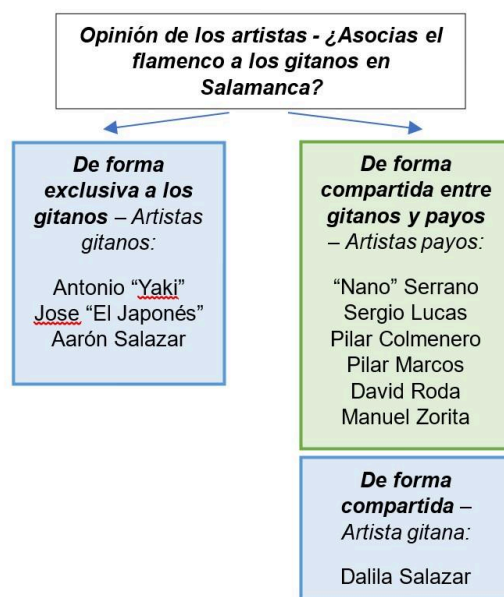 Opinión de los artistas - ¿Asocias el
flamenco a los gitanos en
Salamanca?
De forma
exclusiva a los
gitanos – Artistas
gitanos:
Antonio “Yaki”
Jose “El Japonés”
Aarón Salazar
De forma
compartida entre
gitanos y payos
– Artistas payos:
“Nano” Serrano
Sergio Lucas
Pilar Colmenero
Pilar Marcos
David Roda
Manuel Zorita
De forma
compartida –
Artista gitana:
Dalila Salazar